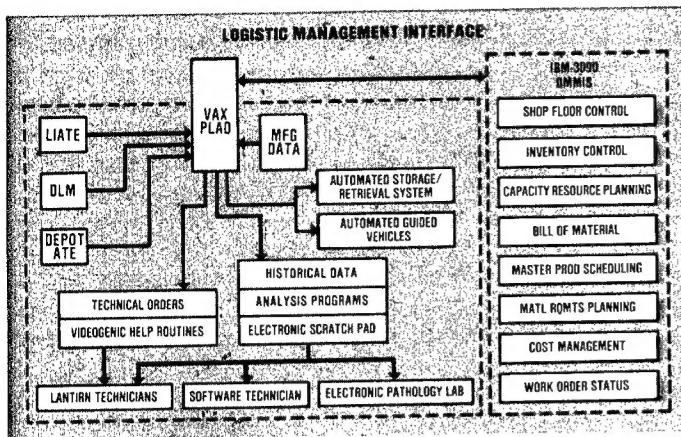 LOGISTIC MANAGEMENT INTERFACE
VAX
PLAD
LIATE
DLM
DEPOT
ATE
MFG
DATA
AUTOMATED STORAGE/
RETRIEVAL SYSTEM
AUTOMATED GUIDED
VEHICLES
HISTORICAL DATA
ANALYSIS PROGRAMS
ELECTRONIC SCRATCH PAD
TECHNICAL ORDERS
VIDEOGENIC HELP ROUTINES
LANTIRN TECHNICIANS
SOFTWARE TECHNICIAN
ELECTRONIC PATHOLOGY LAB
IBM-3090
DMMIS
SHOP FLOOR CONTROL
INVENTORY CONTROL
CAPACITY RESOURCE PLANNING
BILL OF MATERIAL
MASTER PROD SCHEDULING
MATL RQMTS PLANNING
COST MANAGEMENT
WORK ORDER STATUS